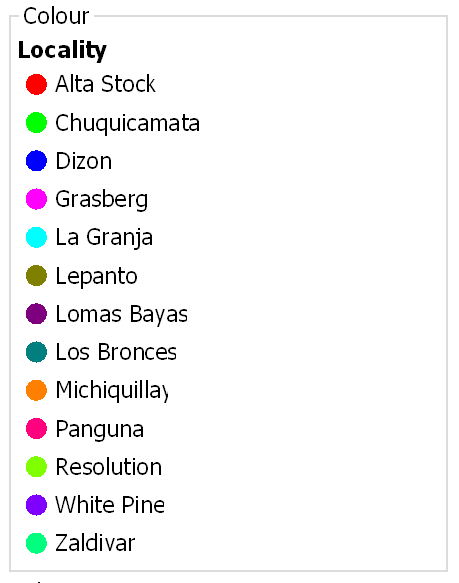 Colour
Locality
Alta Stock
Chuquicamata
Dizon
Grasberg
La Granja
Lepanto
Lomas Bayas
Los Bronces
Michiquillay
Panguna
Resolution
White Pine
Zaldivar